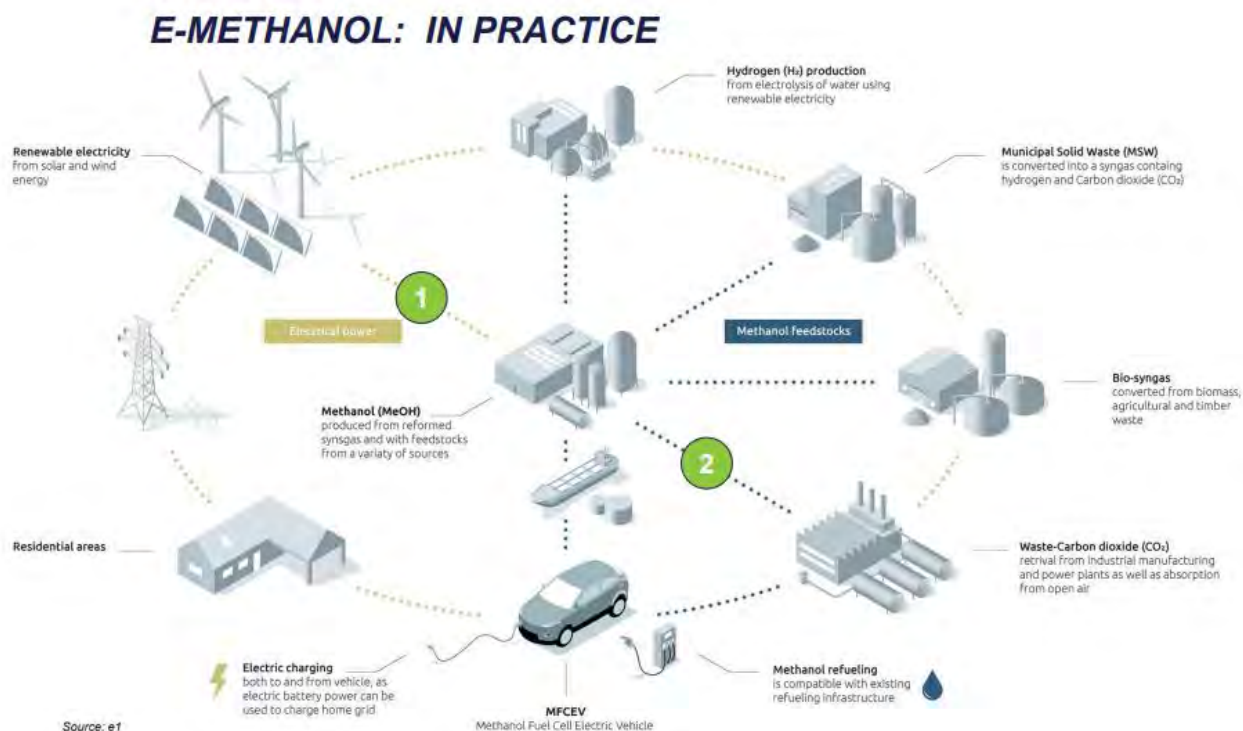 E-METHANOL: IN PRACTICE
Hydrogen (H₂) production
from electrolysis of water using
renewable electricity
Renewable electricity
from solar and wind
energy
Municipal Solid Waste (MSW)
is converted into a syngas containg
hydrogen and Carbon dioxide (CO₂)
1
Electrical power
Methanol feedstocks
Bio-syngas
converted from biomass,
agricultural and timber
waste
Methanol (MeOH)
produced from reformed
synsgas and with feedstocks
from a variety of sources
2
Residential areas
Waste-Carbon dioxide (CO₂)
retrival from industrial manufacturing
and power plants as well as absorption
from open air
Electric charging
both to and from vehicle, as
electric battery power can be
used to charge home grid
Methanol refueling
is compatible with existing
refueling infrastructure
MFCEV
Methanol Fuel Cell Electric Vehicle
Source: e1